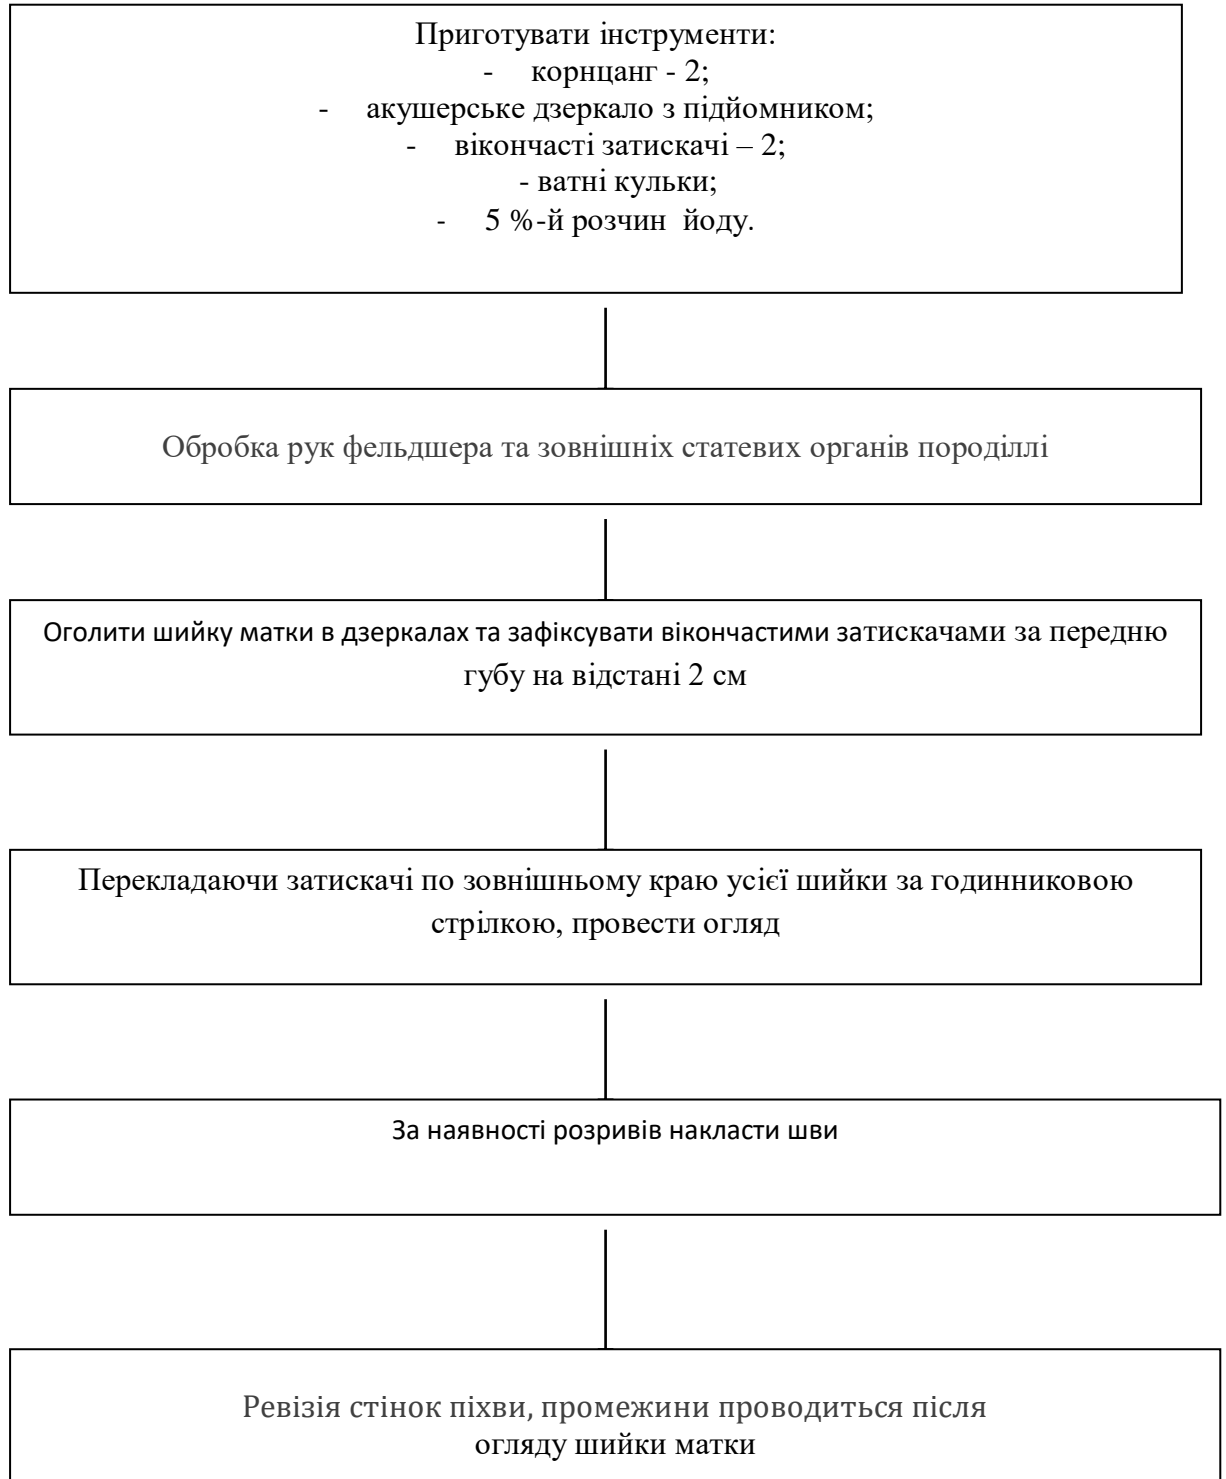 Приготувати інструменти:
- корнцанг - 2;
- акушерське дзеркало з підйомником;
- вікончасті затискачі – 2;
- ватні кульки;
- 5 %-й розчин йоду.
Обробка рук фельдшера та зовнішніх статевих органів породіллі
Оголити шийку матки в дзеркалах та зафіксувати вікончастими затискачами за передню
губу на відстані 2 см
Перекладаючи затискачі по зовнішньому краю усієї шийки за годинниковою
стрілкою, провести огляд
За наявності розривів накласти шви
Ревізія стінок піхви, промежини проводиться після
огляду шийки матки